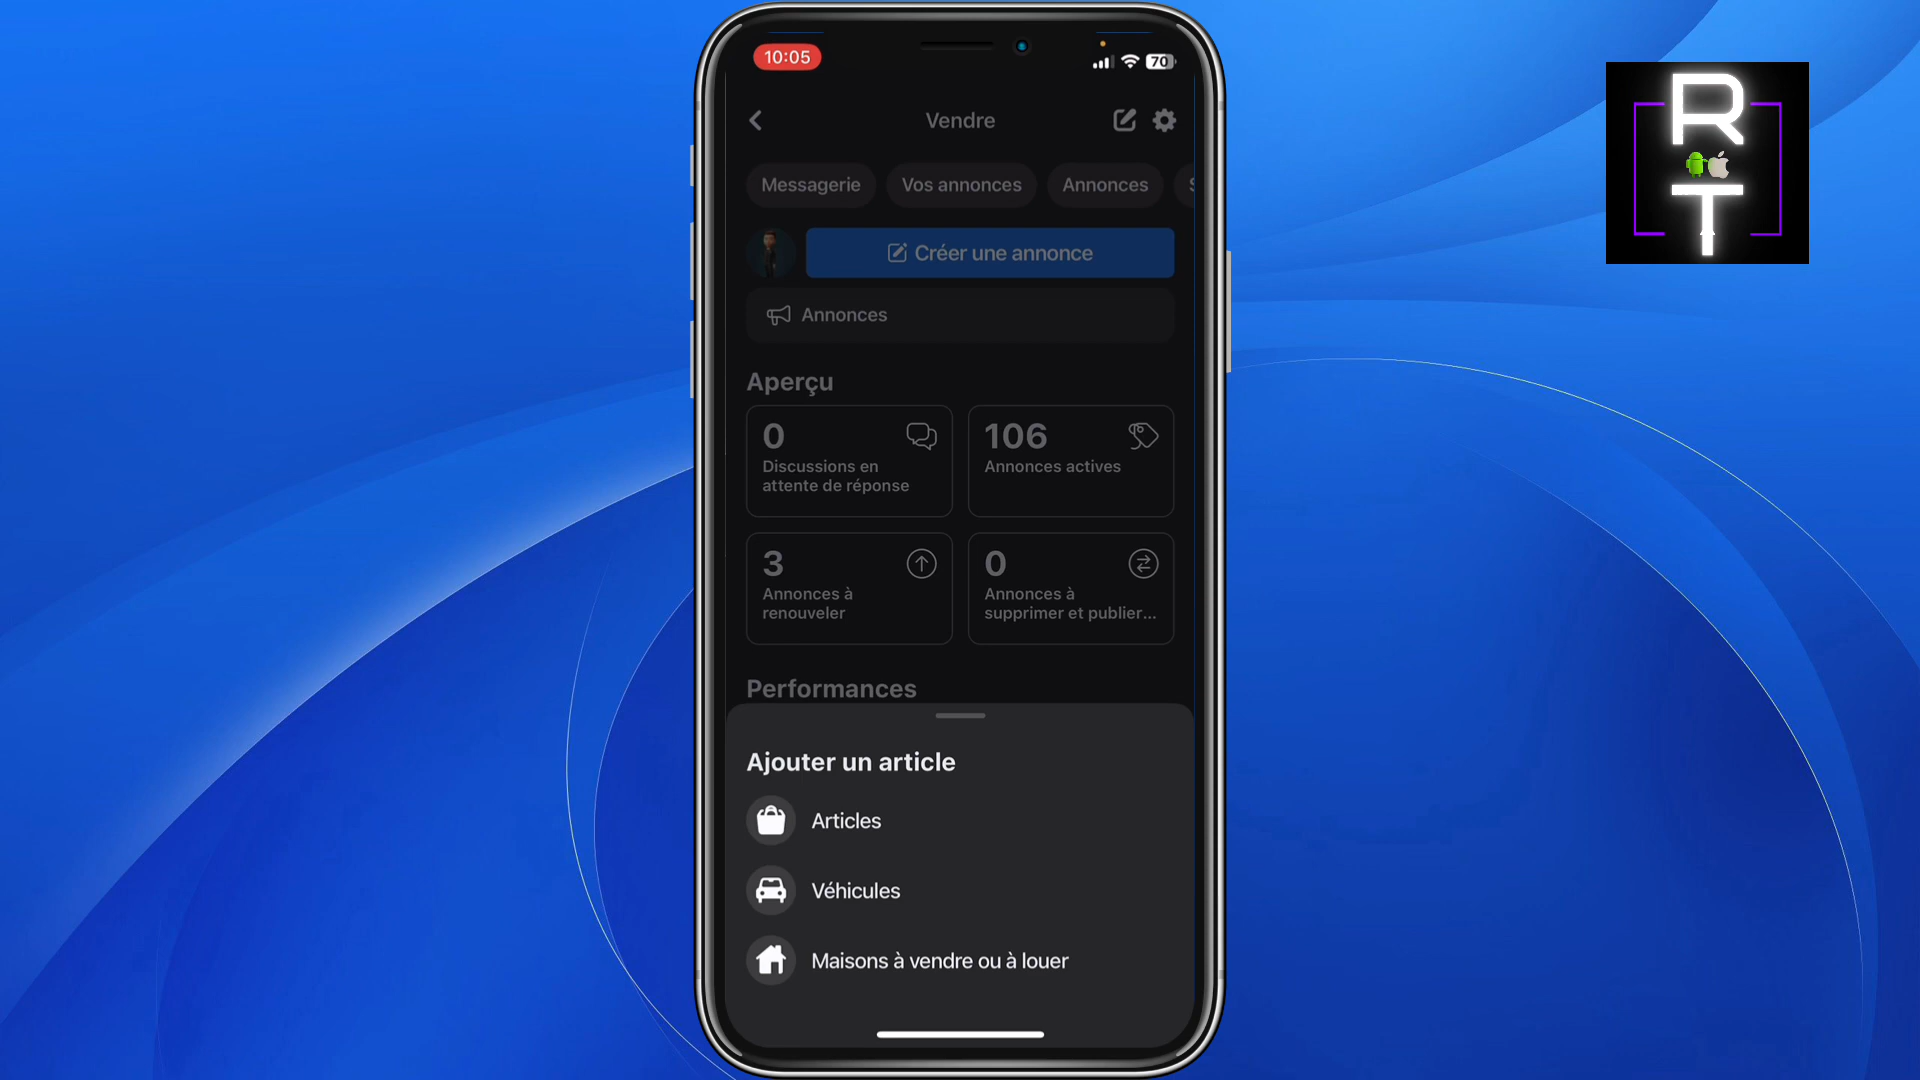 10:05
70
Vendre
Messagerie
Vos annonces
Annonces
S
Créer une annonce
Annonces
Aperçu
0
Discussions en
attente de réponse
106
Annonces actives
3
Annonces à
renouveler
0
Annonces à
supprimer et publier...
Performances
Ajouter un article
Articles
Véhicules
Maisons à vendre ou à louer
R
T